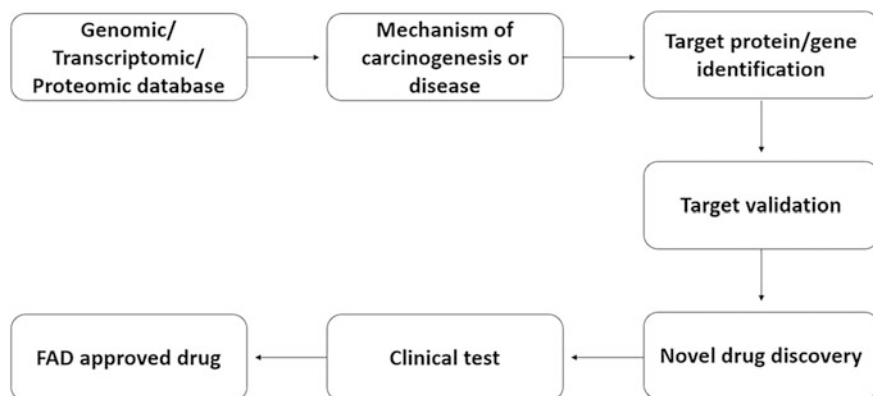 Genomic/
Transcriptomic/
Proteomic database
Mechanism of
carcinogenesis or
disease
Target protein/gene
identification
Target validation
Novel drug discovery
Clinical test
FAD approved drug